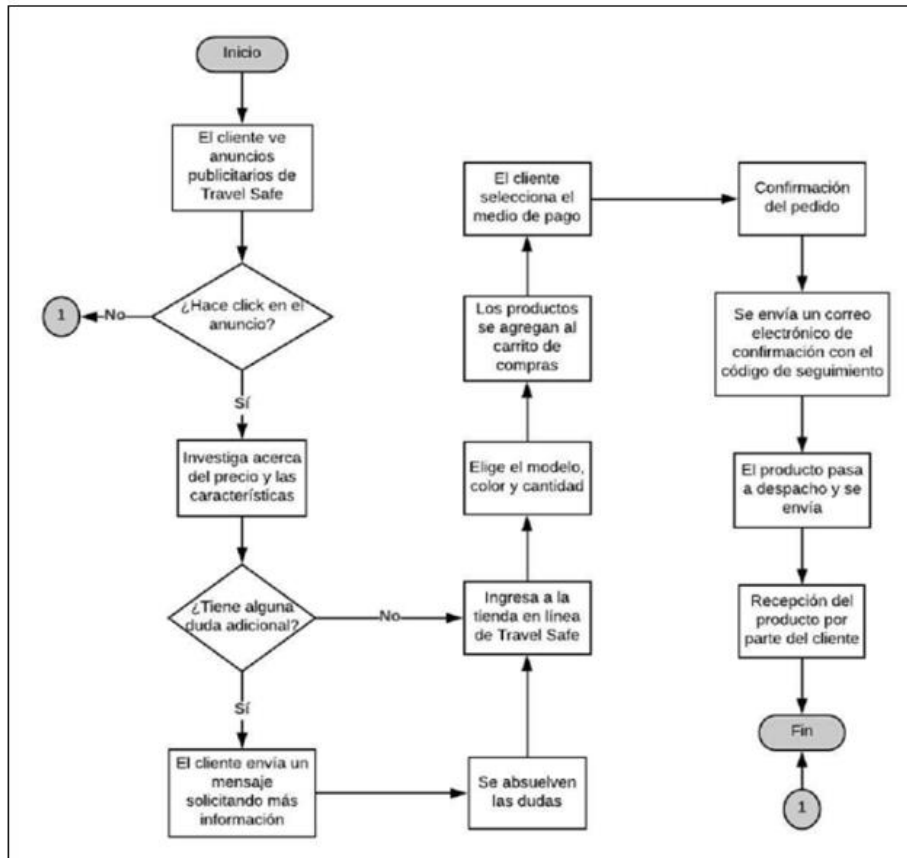 Inicio
El cliente ve
anuncios
publicitarios de
Travel Safe
¿Hace click en el
anuncio?
No
1
Sí
Investiga acerca
del precio y las
características
¿Tiene alguna
duda adicional?
No
Sí
El cliente envía un
mensaje
solicitando más
información
Se absuelven
las dudas
Ingresa a la
tienda en línea
de Travel Safe
Elige el modelo,
color y cantidad
Los productos
se agregan al
carrito de
compras
El cliente
selecciona el
medio de pago
Confirmación
del pedido
Se envía un correo
electrónico de
confirmación con el
código de seguimiento
El producto pasa
a despacho y se
envía
Recepción del
producto por
parte del cliente
Fin
1